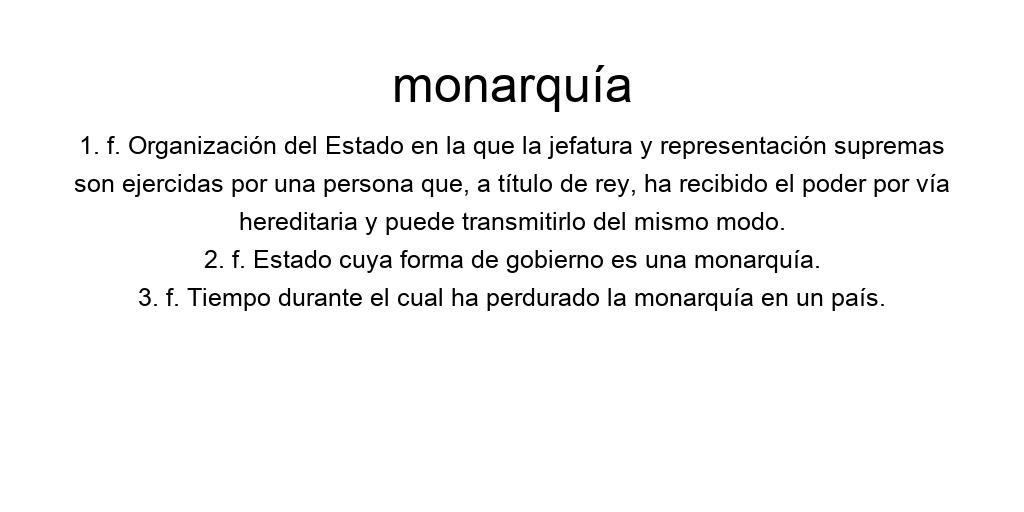 monarquía
1. f. Organización del Estado en la que la jefatura y representación supremas
son ejercidas por una persona que, a título de rey, ha recibido el poder por vía
hereditaria y puede transmitirlo del mismo modo.
2. f. Estado cuya forma de gobierno es una monarquía.
3. f. Tiempo durante el cual ha perdurado la monarquía en un país.